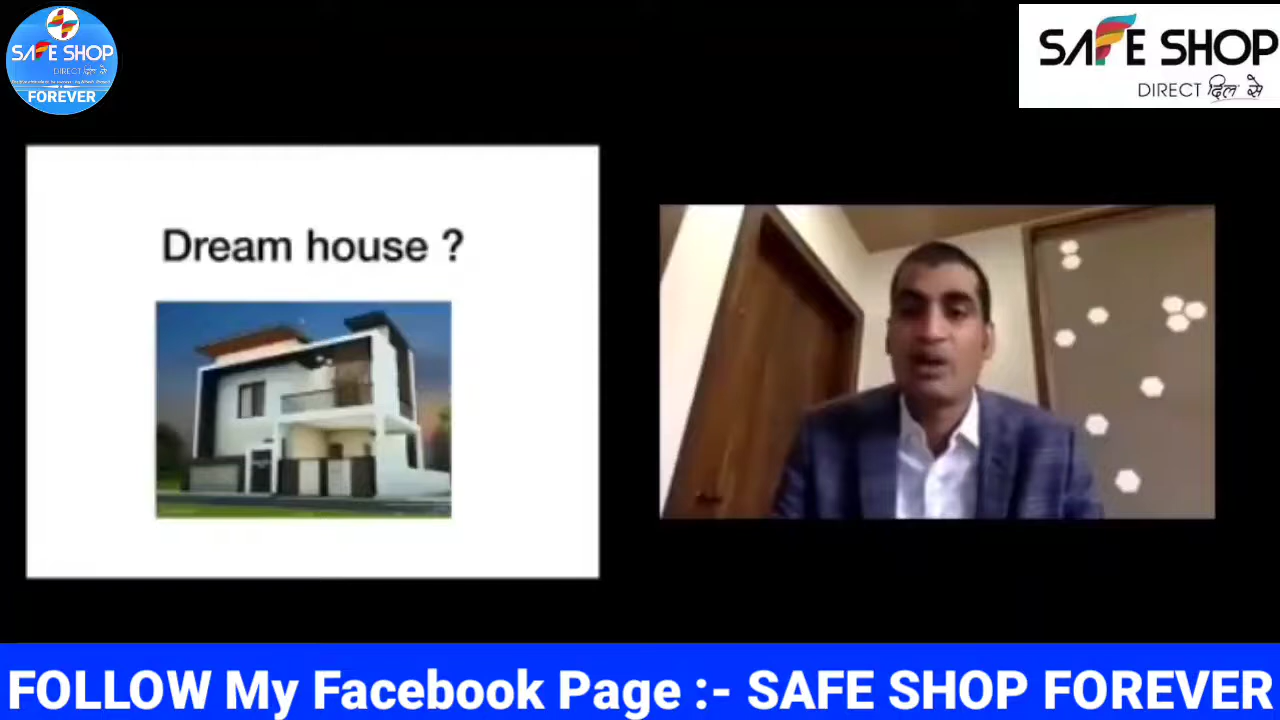 SAFE SHOP
DIRECT दिल से
FOREVER
SAFE SHOP
DIRECT दिल से
Dream house ?
FOLLOW My Facebook Page :- SAFE SHOP FOREVER